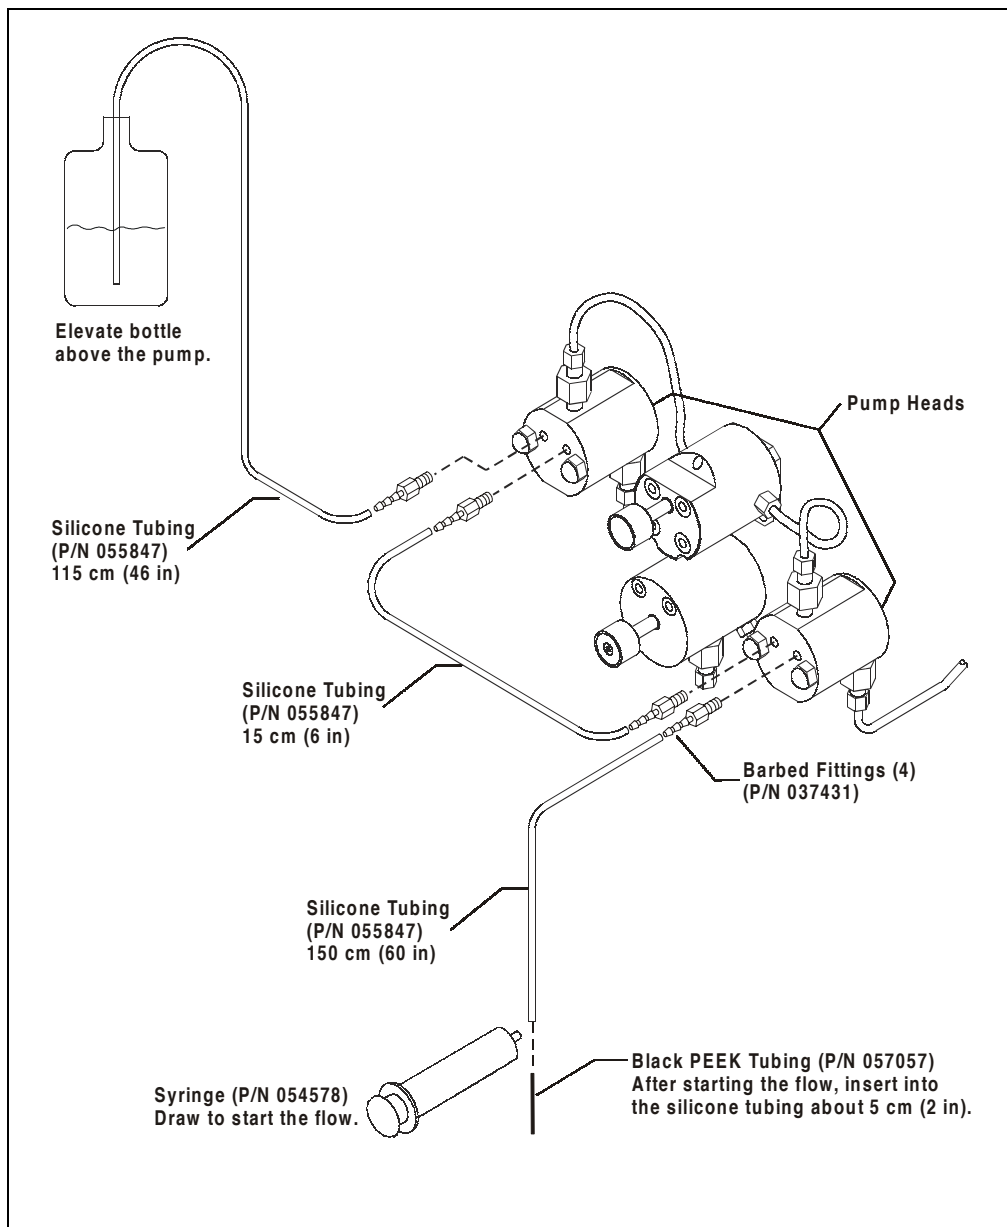 Elevate bottle
above the pump.
Pump Heads
Silicone Tubing
(P/N 055847)
115 cm (46 in)
Silicone Tubing
(P/N 055847)
15 cm (6 in)
Barbed Fittings (4)
(P/N 037431)
Silicone Tubing
(P/N 055847)
150 cm (60 in)
Syringe (P/N 054578)
Draw to start the flow.
Black PEEK Tubing (P/N 057057)
After starting the flow, insert into
the silicone tubing about 5 cm (2 in).